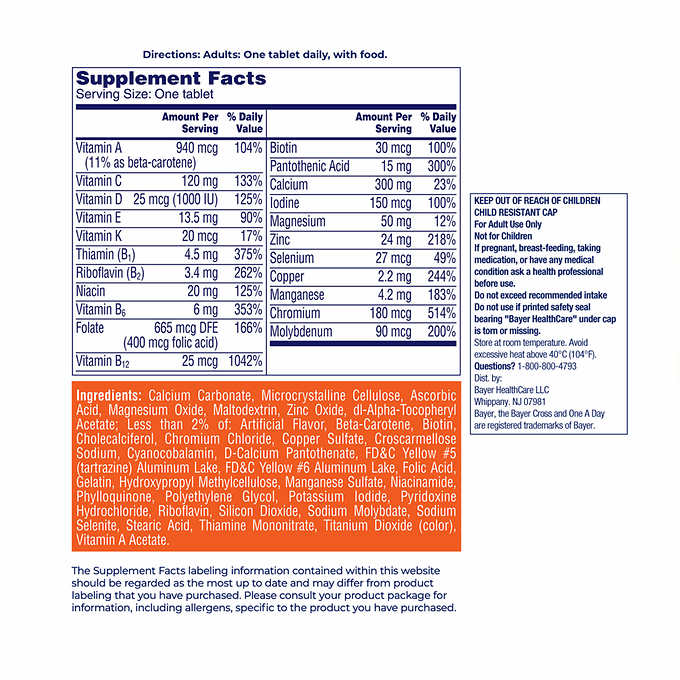 Directions: Adults: One tablet daily, with food.
Supplement Facts
Serving Size: One tablet
Amount Per Serving % Daily Value
Vitamin A 940 mcg 104%
(11% as beta-carotene)
Vitamin C 120 mg 133%
Vitamin D 25 mcg (1000 IU) 125%
Vitamin E 13.5 mg 90%
Vitamin K 20 mcg 17%
Thiamin (B1) 4.5 mg 375%
Riboflavin (B2) 3.4 mg 262%
Niacin 20 mg 125%
Vitamin B6 6 mg 353%
Folate 665 mcg DFE 166%
(400 mcg folic acid)
Vitamin B12 25 mcg 1042%
Amount Per Serving % Daily Value
Biotin 30 mcg 100%
Pantothenic Acid 15 mg 300%
Calcium 300 mg 23%
Iodine 150 mcg 100%
Magnesium 50 mg 12%
Zinc 24 mg 218%
Selenium 27 mcg 49%
Copper 2.2 mg 244%
Manganese 4.2 mg 183%
Chromium 180 mcg 514%
Molybdenum 90 mcg 200%
Ingredients: Calcium Carbonate, Microcrystalline Cellulose, Ascorbic
Acid, Magnesium Oxide, Maltodextrin, Zinc Oxide, dl-Alpha-Tocopheryl
Acetate; Less than 2% of: Artificial Flavor, Beta-Carotene, Biotin,
Cholecalciferol, Chromium Chloride, Copper Sulfate, Croscarmellose
Sodium, Cyanocobalamin, D-Calcium Pantothenate, FD&C Yellow #5
(tartrazine) Aluminum Lake, FD&C Yellow #6 Aluminum Lake, Folic Acid,
Gelatin, Hydroxypropyl Methylcellulose, Manganese Sulfate, Niacinamide,
Phylloquinone, Polyethylene Glycol, Potassium Iodide, Pyridoxine
Hydrochloride, Riboflavin, Silicon Dioxide, Sodium Molybdate, Sodium
Selenite, Stearic Acid, Thiamine Mononitrate, Titanium Dioxide (color),
Vitamin A Acetate.
KEEP OUT OF REACH OF CHILDREN
CHILD RESISTANT CAP
For Adult Use Only
Not for Children
If pregnant, breast-feeding, taking
medication, or have any medical
condition ask a health professional
before use.
Do not exceed recommended intake
Do not use if printed safety seal
bearing "Bayer HealthCare" under cap
is torn or missing.
Store at room temperature. Avoid
excessive heat above 40°C (104°F).
Questions? 1-800-800-4793
Dist. by:
Bayer HealthCare LLC
Whippany, NJ 07981
Bayer, the Bayer Cross and One A Day
are registered trademarks of Bayer.
The Supplement Facts labeling information contained within this website
should be regarded as the most up to date and may differ from product
labeling that you have purchased. Please consult your product package for
information, including allergens, specific to the product you have purchased.